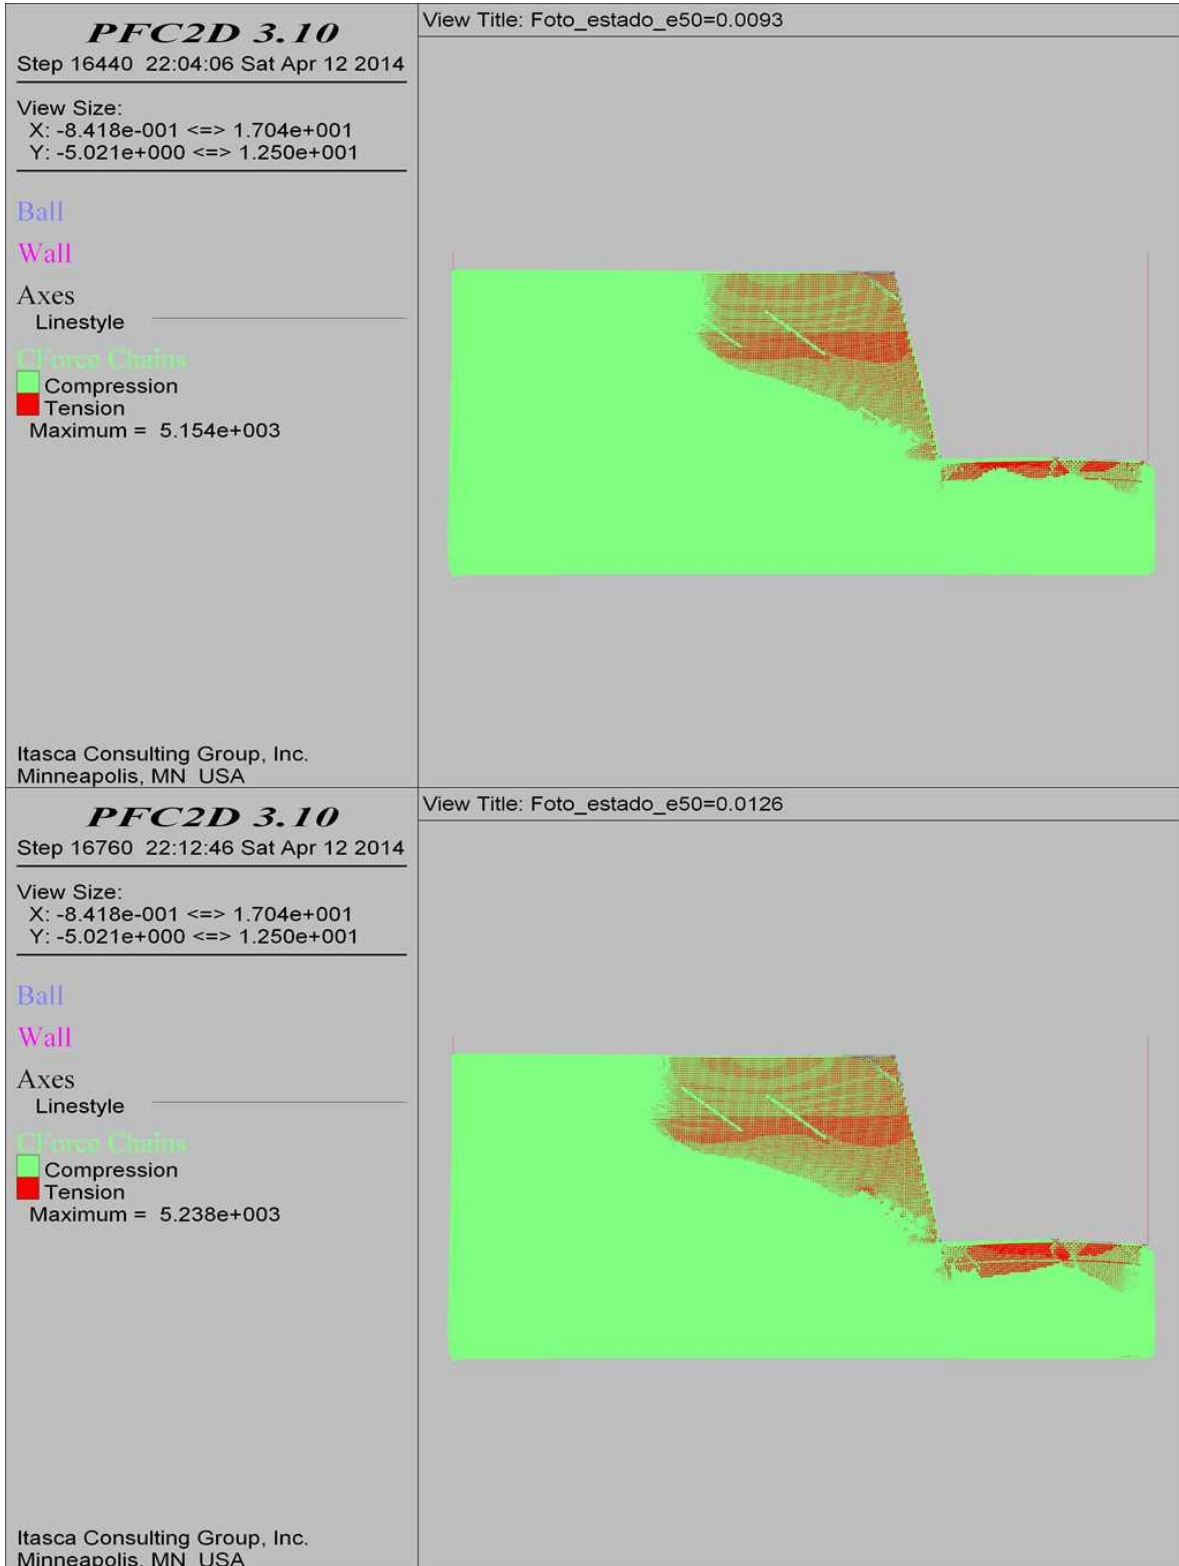 PFC2D 3.10
Step 16440 22:04:06 Sat Apr 12 2014
View Size:
X: -8.418e-001 <=> 1.704e+001
Y: -5.021e+000 <=> 1.250e+001
Ball
Wall
Axes
Linestyle
CForce Chains
Compression
Tension
Maximum = 5.154e+003
Itasca Consulting Group, Inc.
Minneapolis, MN USA
View Title: Foto_estado_e50=0.0093
PFC2D 3.10
Step 16760 22:12:46 Sat Apr 12 2014
View Size:
X: -8.418e-001 <=> 1.704e+001
Y: -5.021e+000 <=> 1.250e+001
Ball
Wall
Axes
Linestyle
CForce Chains
Compression
Tension
Maximum = 5.238e+003
Itasca Consulting Group, Inc.
Minneapolis, MN USA
View Title: Foto_estado_e50=0.0126